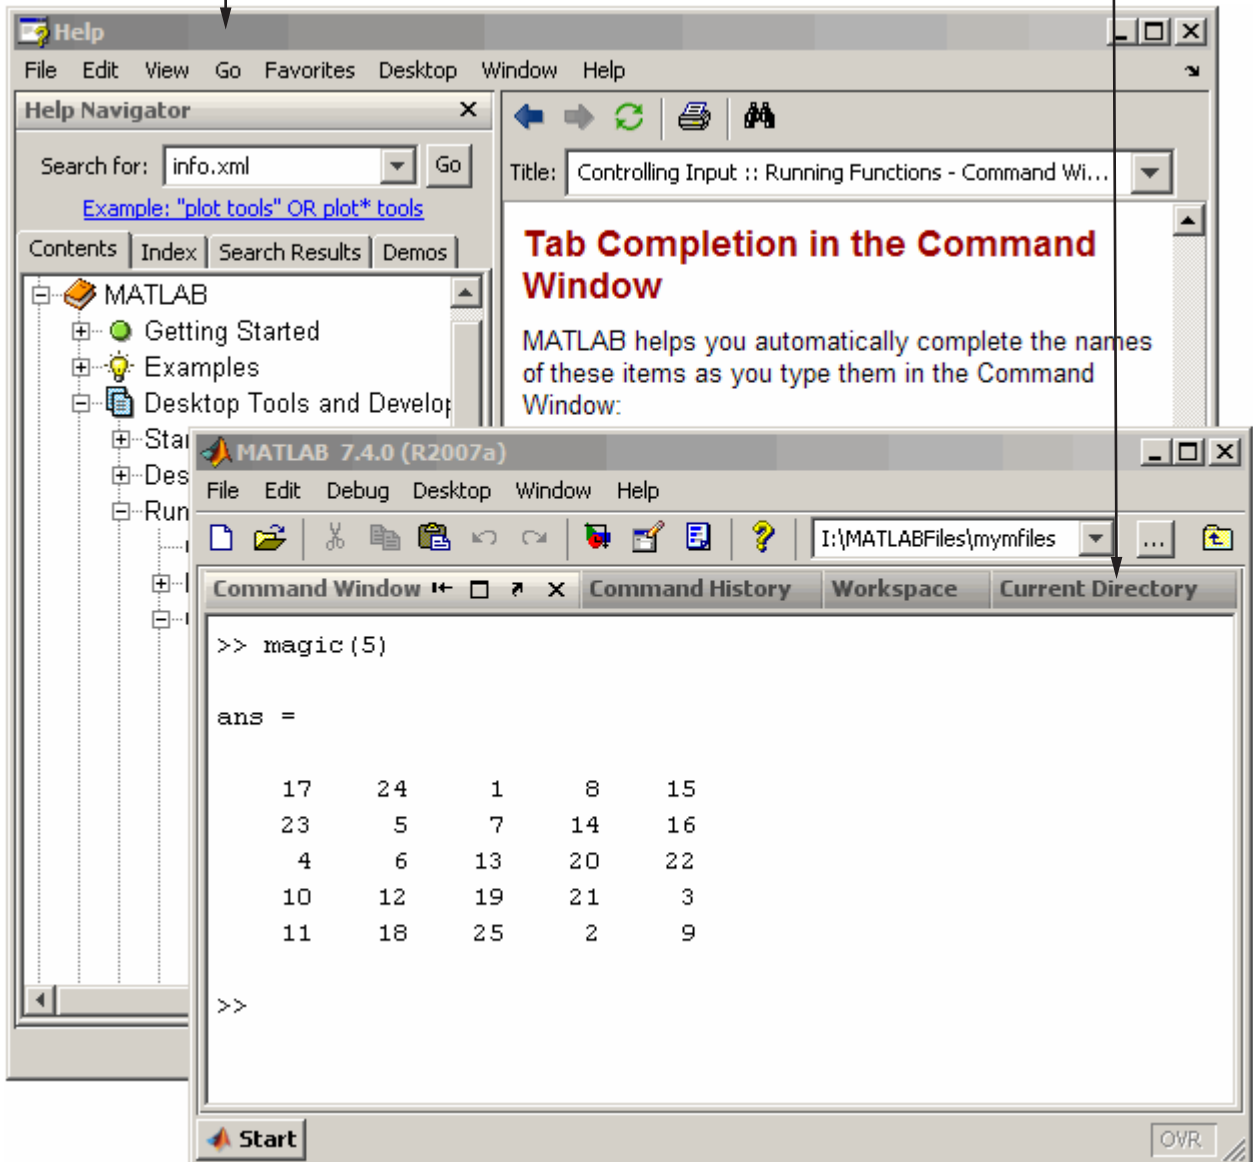 Help
File Edit View Go Favorites Desktop Window Help
Help Navigator
Search for: info.xml Go
Example: "plot tools" OR plot* tools
Contents Index Search Results Demos
MATLAB
Getting Started
Examples
Desktop Tools and Develop
Star
Des
Run
Title: Controlling Input :: Running Functions - Command Wi...
Tab Completion in the Command
Window
MATLAB helps you automatically complete the names
of these items as you type them in the Command
Window:
MATLAB 7.4.0 (R2007a)
File Edit Debug Desktop Window Help
I:\MATLABFiles\mymfiles ...
Command Window Command History Workspace Current Directory
>> magic(5)
ans =
17 24 1 8 15
23 5 7 14 16
4 6 13 20 22
10 12 19 21 3
11 18 25 2 9
>>
Start
OVR